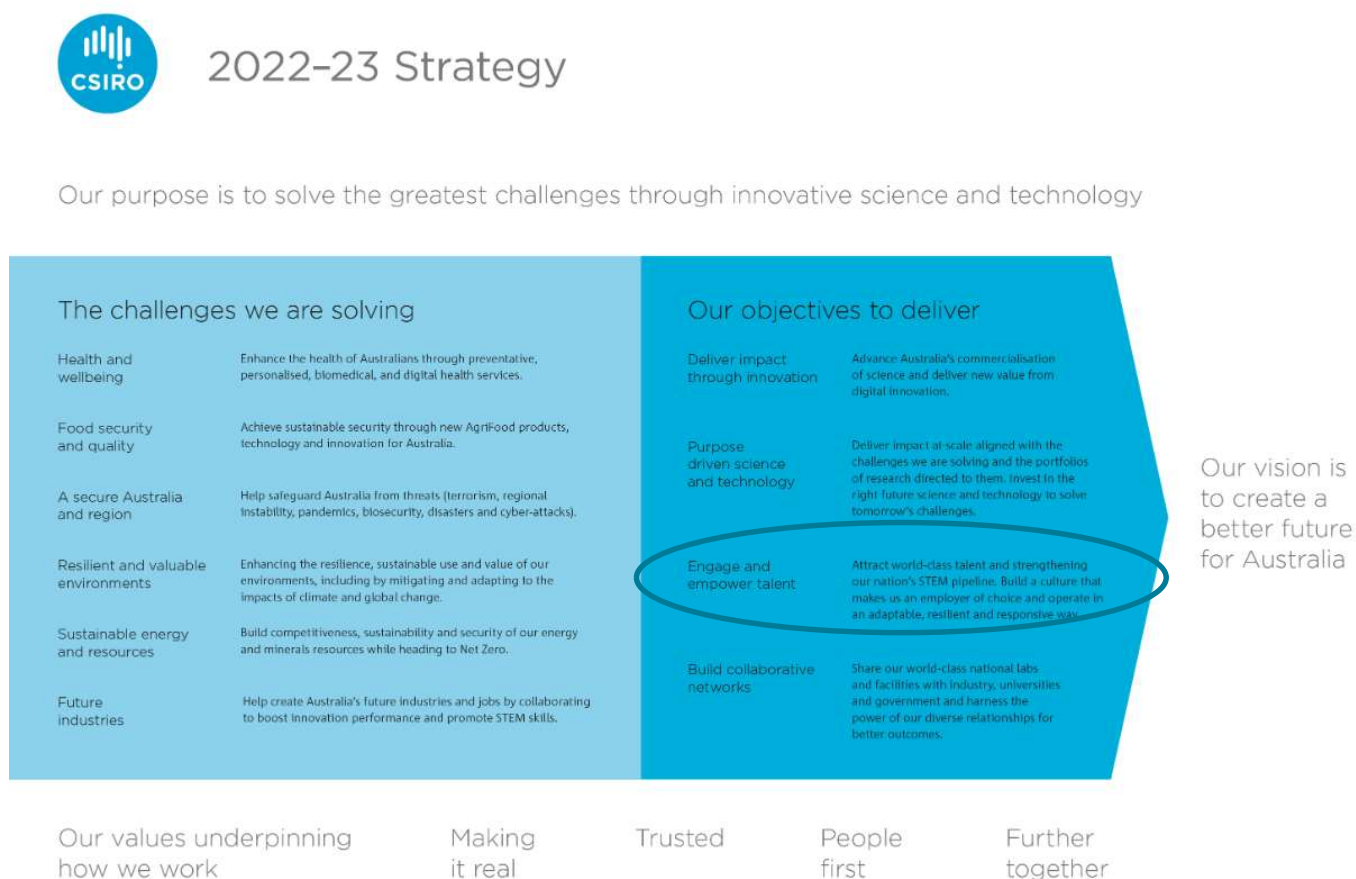 CSIRO
2022–23 Strategy
Our purpose is to solve the greatest challenges through innovative science and technology
The challenges we are solving
Health and
wellbeing
Enhance the health of Australians through preventative,
personalised, biomedical, and digital health services.
Food security
and quality
Achieve sustainable security through new AgriFood products,
technology and innovation for Australia.
A secure Australia
and region
Help safeguard Australia from threats (terrorism, regional
instability, pandemics, biosecurity, disasters and cyber-attacks).
Resilient and valuable
environments
Enhancing the resilience, sustainable use and value of our
environments, including by mitigating and adapting to the
impacts of climate and global change.
Sustainable energy
and resources
Build competitiveness, sustainability and security of our energy
and minerals resources while heading to Net Zero.
Future
industries
Help create Australia's future industries and jobs by collaborating
to boost innovation performance and promote STEM skills.
Our objectives to deliver
Deliver impact
through innovation
Advance Australia's commercialisation
of science and deliver new value from
digital innovation.
Purpose
driven science
and technology
Deliver impact at scale aligned with the
challenges we are solving and the portfolios
of research directed to them. Invest in the
right future science and technology to solve
tomorrow's challenges.
Engage and
empower talent
Attract world-class talent and strengthening
our nation's STEM pipeline. Build a culture that
makes us an employer of choice and operate in
an adaptable, resilient and responsive way.
Build collaborative
networks
Share our world-class national labs
and facilities with industry, universities
and government and harness the
power of our diverse relationships for
better outcomes.
Our vision is
to create a
better future
for Australia
Our values underpinning
how we work
Making
it real
Trusted
People
first
Further
together